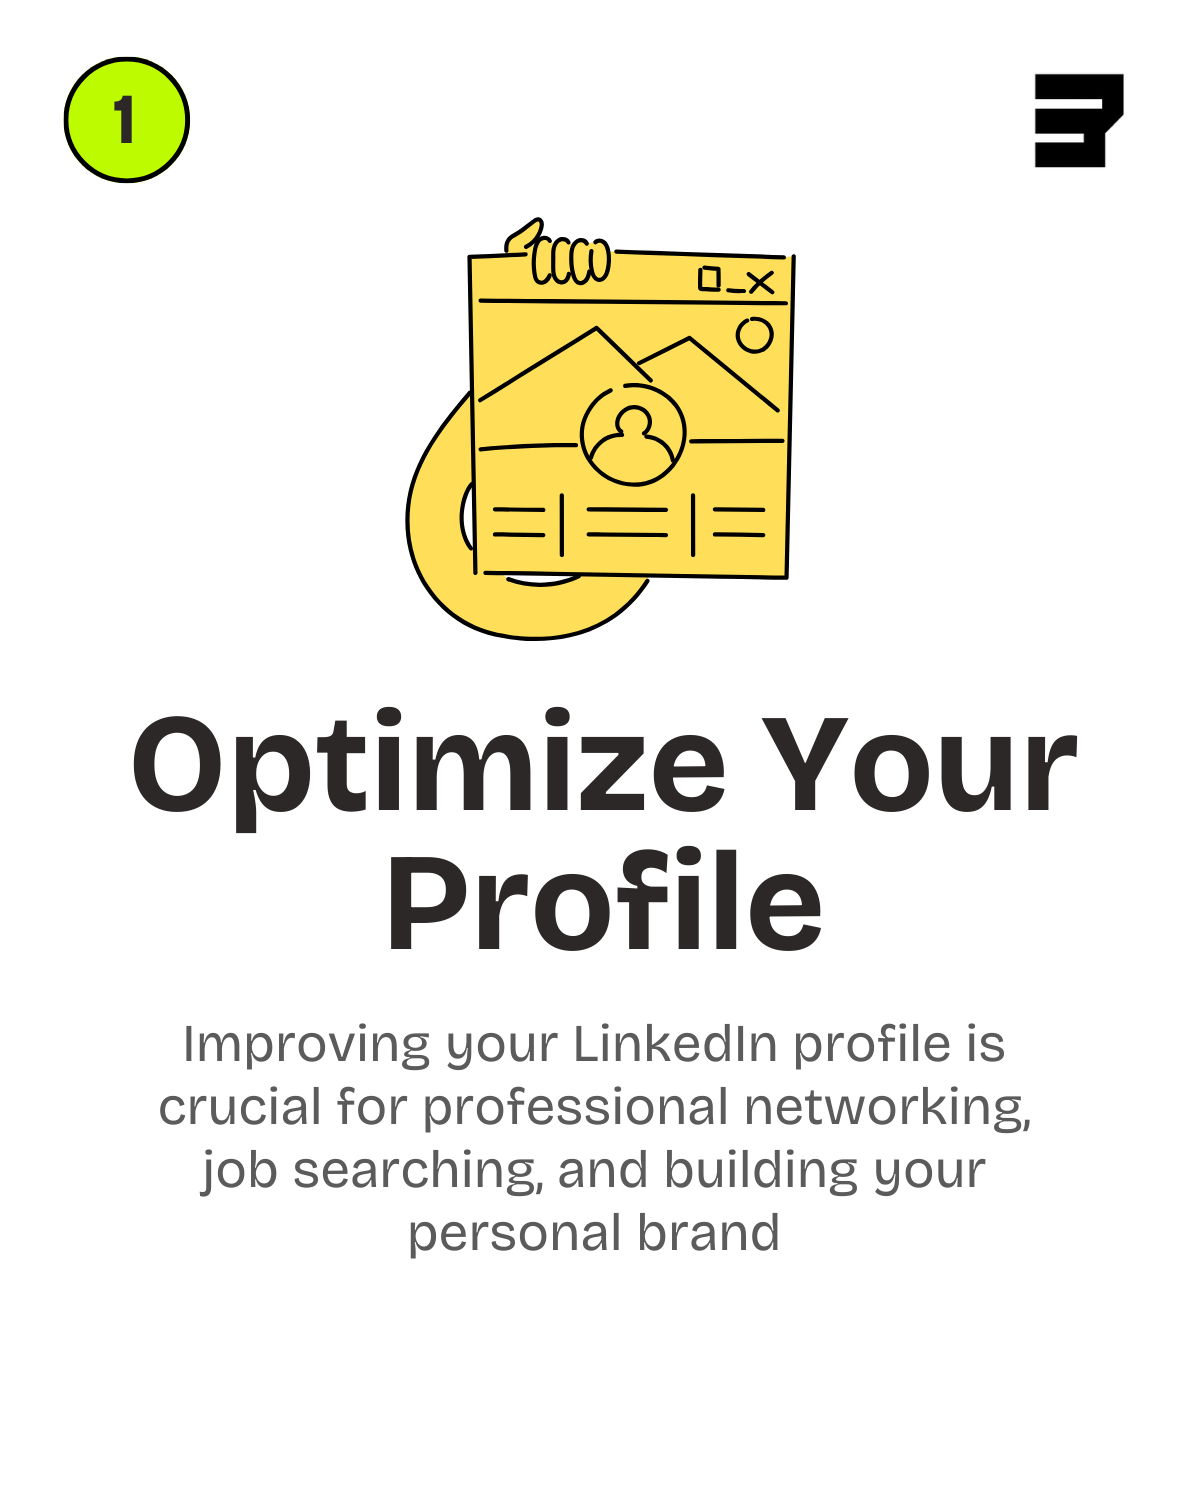 1
Optimize Your
Profile
Improving your LinkedIn profile is
crucial for professional networking,
job searching, and building your
personal brand